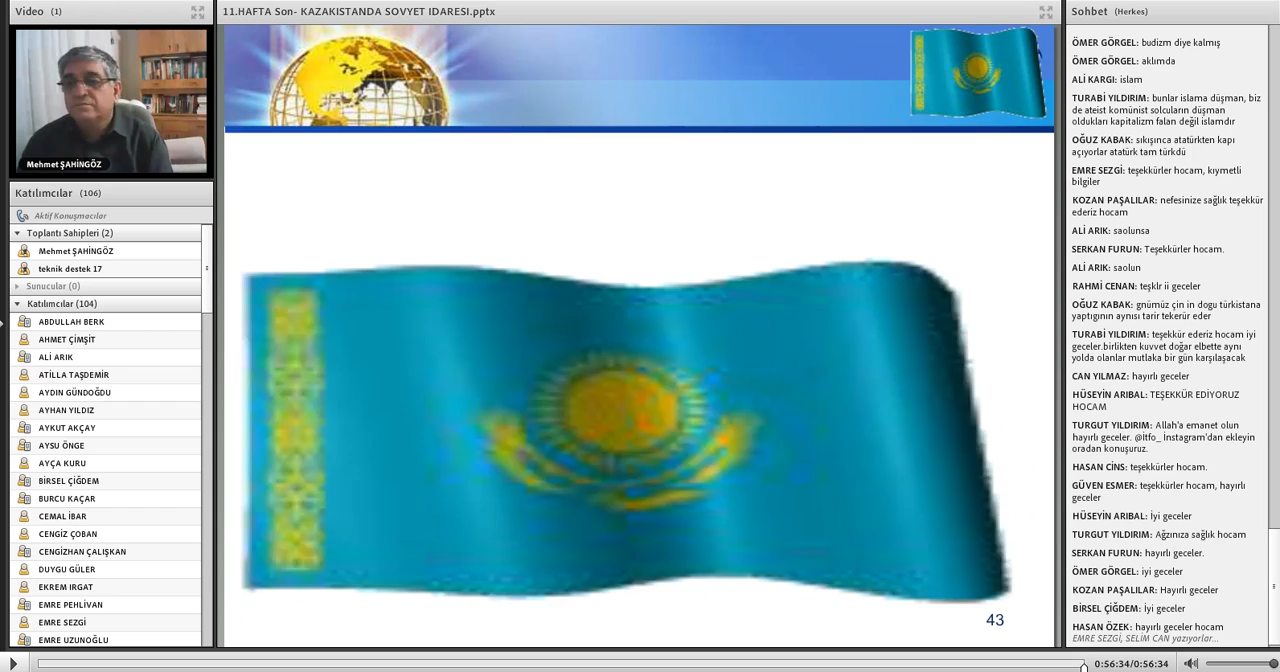 Video (1)
Mehmet ŞAHİNGÖZ
Katılımcılar (106)
Aktif Konuşmacılar
Toplantı Sahipleri (2)
Mehmet ŞAHİNGÖZ
teknik destek 17
Sunucular (0)
Katılımcılar (104)
ABDULLAH BERK
AHMET ÇİMŞİT
ALİ ARIK
ATİLLA TAŞDEMİR
AYDIN GÜNDOĞDU
AYHAN YILDIZ
AYKUT AKÇAY
AYSU ÖNGE
AYÇA KURU
BİRSEL ÇİĞDEM
BURCU KAÇAR
CEMAL İBAR
CENGİZ ÇOBAN
CENGİZHAN ÇALIŞKAN
DUYGU GÜLER
EKREM IRGAT
EMRE PEHLİVAN
EMRE SEZGİ
EMRE UZUNOĞLU
11.HAFTA Son- KAZAKISTANDA SOVYET IDARESI.pptx
43
Sohbet (Herkes)
ÖMER GÖRGEL: budizm diye kalmış
ÖMER GÖRGEL: aklımda
ALİ KARGI: islam
TURABİ YILDIRIM: bunlar islama düşman, biz
de ateist komünist solcuların düşman
oldukları kapitalizm falan değil islamdır
OĞUZ KABAK: sıkışınca atatürkten kapı
açıyorlar atatürk tam türkdü
EMRE SEZGİ: teşekkürler hocam, kıymetli
bilgiler
KOZAN PAŞALILAR: nefesinize sağlık teşekkür
ederiz hocam
ALİ ARIK: saolunsa
SERKAN FURUN: Teşekkürler hocam.
ALİ ARIK: saolun
RAHMİ CENAN: teşklr ii geceler
OĞUZ KABAK: gnümüz çin in dogu türkistana
yaptıgının aynısı tarir tekerür eder
TURABİ YILDIRIM: teşekkür ederiz hocam iyi
geceler.birlikten kuvvet doğar elbette aynı
yolda olanlar mutlaka bir gün karşılaşacak
CAN YILMAZ: hayırlı geceler
HÜSEYİN ARIBAL: TEŞEKKÜR EDİYORUZ
HOCAM
TURGUT YILDIRIM: Allah'a emanet olun
hayırlı geceler. @İtfo_ İnstagram'dan ekleyin
oradan konuşuruz.
HASAN CİNS: teşekkürler hocam.
GÜVEN ESMER: teşekkürler hocam, hayırlı
geceler
HÜSEYİN ARIBAL: İyi geceler
TURGUT YILDIRIM: Ağzınıza sağlık hocam
SERKAN FURUN: hayırlı geceler.
ÖMER GÖRGEL: iyi geceler
KOZAN PAŞALILAR: Hayırlı geceler
BİRSEL ÇİĞDEM: İyi geceler
HASAN ÖZEK: hayırlı geceler hocam
EMRE SEZGİ, SELİM CAN yazıyorlar...
0:56:34/0:56:34